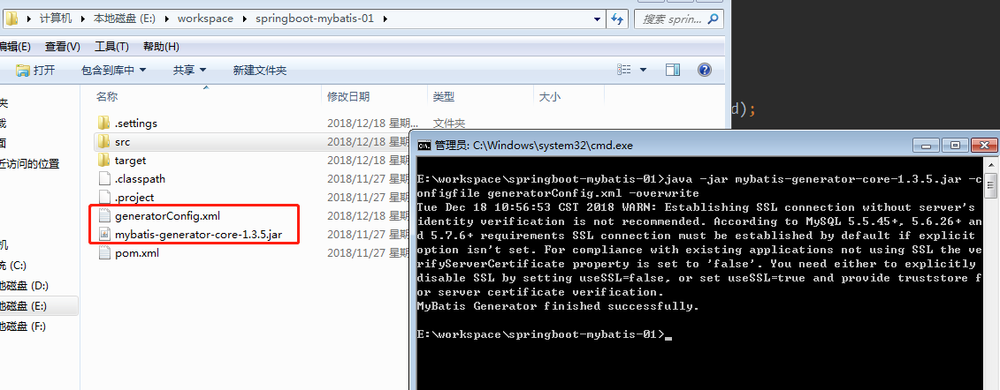 计算机 ▸ 本地磁盘 (E:) ▸ workspace ▸ springboot-mybatis-01 ▸
搜索 sprin...
编辑(E) 查看(V) 工具(T) 帮助(H)
打开 包含到库中 共享 新建文件夹
名称 修改日期 类型 大小
.settings 2018/12/18 星期... 文件夹
src 2018/12/18 星期
target 2018/12/18 星期
.classpath 2018/11/27 星期
.project 2018/11/27 星期
generatorConfig.xml 2018/12/18 星期
mybatis-generator-core-1.3.5.jar 2018/11/27 星期
pom.xml 2018/11/27 星期
夹
载
面
近访问的位置
机
统 (C:)
地磁盘 (D:)
地磁盘 (E:)
地磁盘 (F:)
d);
管理员: C:\Windows\system32\cmd.exe
E:\workspace\springboot-mybatis-01>java -jar mybatis-generator-core-1.3.5.jar -c
onfigfile generatorConfig.xml -overwrite
Tue Dec 18 10:56:53 CST 2018 WARN: Establishing SSL connection without server's
identity verification is not recommended. According to MySQL 5.5.45+, 5.6.26+ an
d 5.7.6+ requirements SSL connection must be established by default if explicit
option isn't set. For compliance with existing applications not using SSL the ve
rifyServerCertificate property is set to 'false'. You need either to explicitly
disable SSL by setting useSSL=false, or set useSSL=true and provide truststore f
or server certificate verification.
MyBatis Generator finished successfully.
E:\workspace\springboot-mybatis-01>_